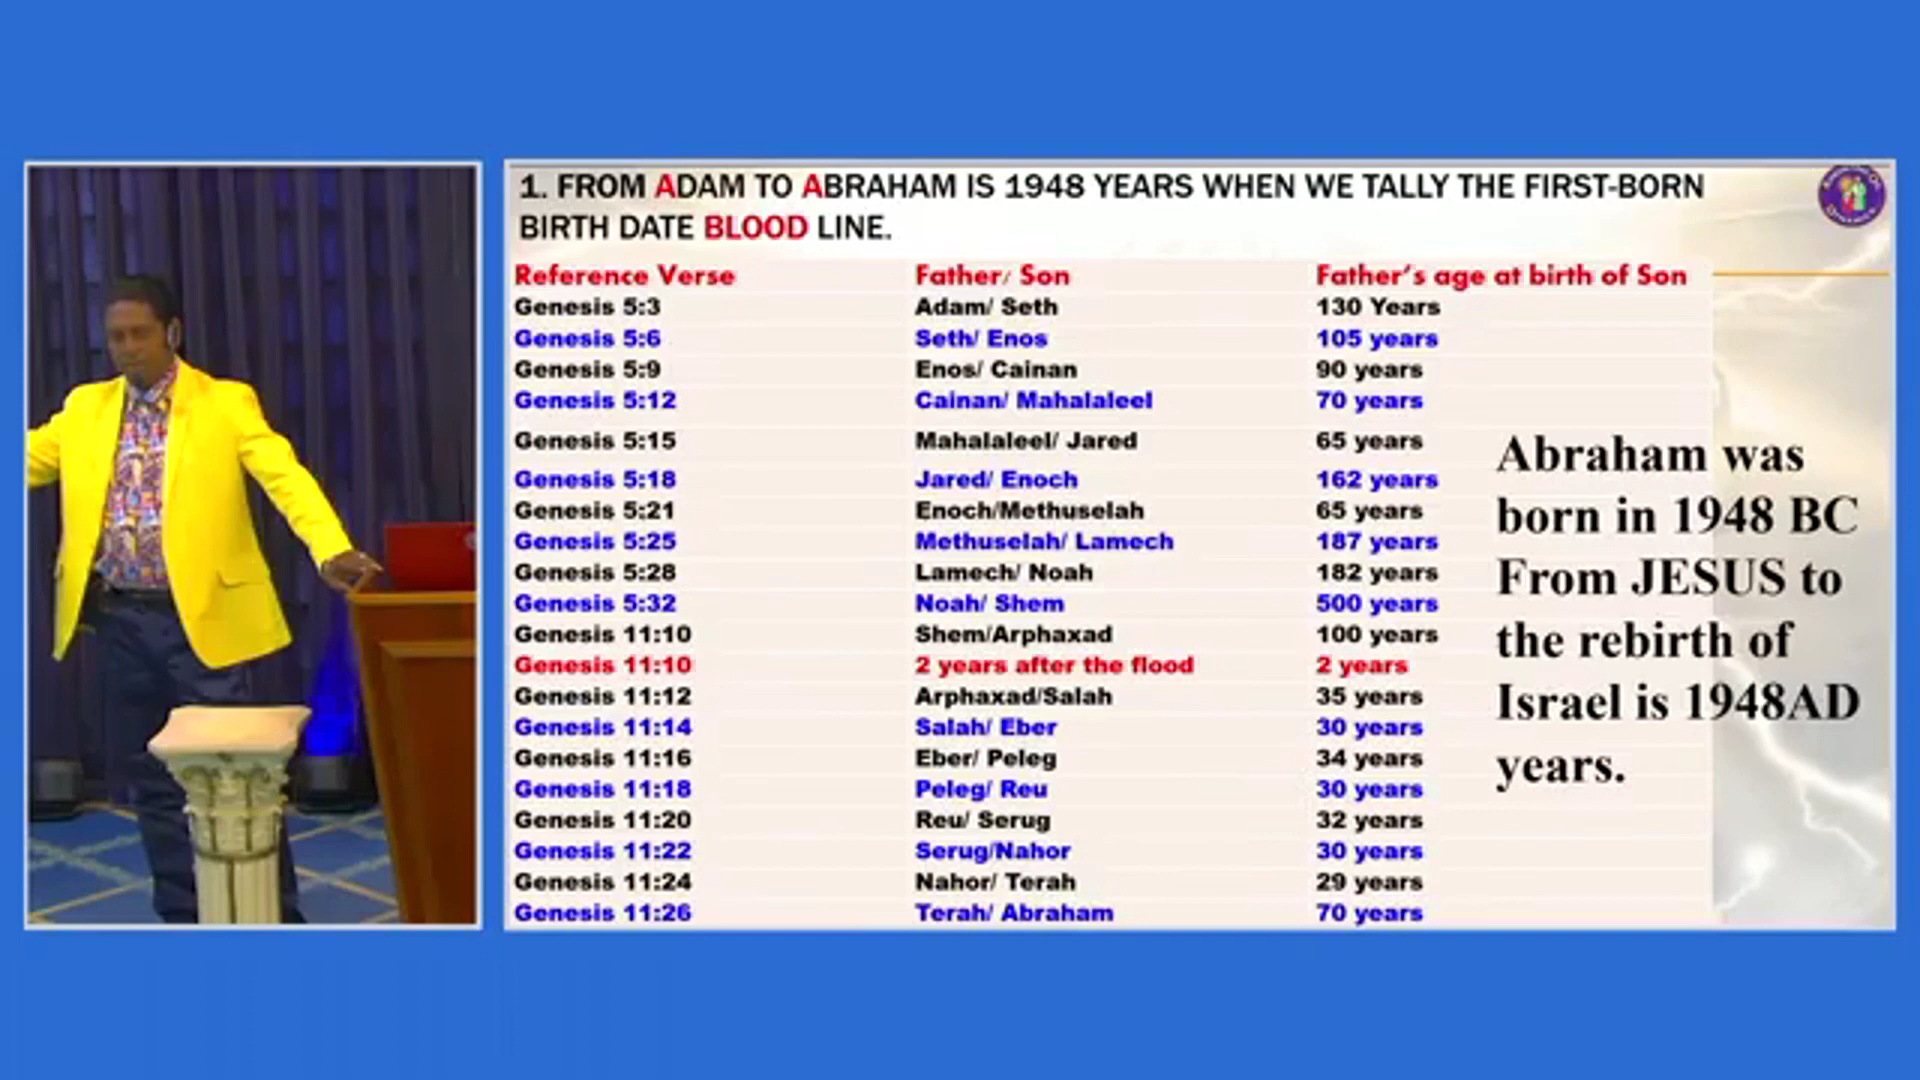 1. FROM ADAM TO ABRAHAM IS 1948 YEARS WHEN WE TALLY THE FIRST-BORN
BIRTH DATE BLOOD LINE.
Reference Verse Father/ Son Father's age at birth of Son
Genesis 5:3 Adam/ Seth 130 Years
Genesis 5:6 Seth/ Enos 105 years
Genesis 5:9 Enos/ Cainan 90 years
Genesis 5:12 Cainan/ Mahalaleel 70 years
Genesis 5:15 Mahalaleel/ Jared 65 years
Genesis 5:18 Jared/ Enoch 162 years
Genesis 5:21 Enoch/Methuselah 65 years
Genesis 5:25 Methuselah/ Lamech 187 years
Genesis 5:28 Lamech/ Noah 182 years
Genesis 5:32 Noah/ Shem 500 years
Genesis 11:10 Shem/Arphaxad 100 years
Genesis 11:10 2 years after the flood 2 years
Genesis 11:12 Arphaxad/Salah 35 years
Genesis 11:14 Salah/ Eber 30 years
Genesis 11:16 Eber/ Peleg 34 years
Genesis 11:18 Peleg/ Reu 30 years
Genesis 11:20 Reu/ Serug 32 years
Genesis 11:22 Serug/Nahor 30 years
Genesis 11:24 Nahor/ Terah 29 years
Genesis 11:26 Terah/ Abraham 70 years
Abraham was
born in 1948 BC
From JESUS to
the rebirth of
Israel is 1948AD
years.